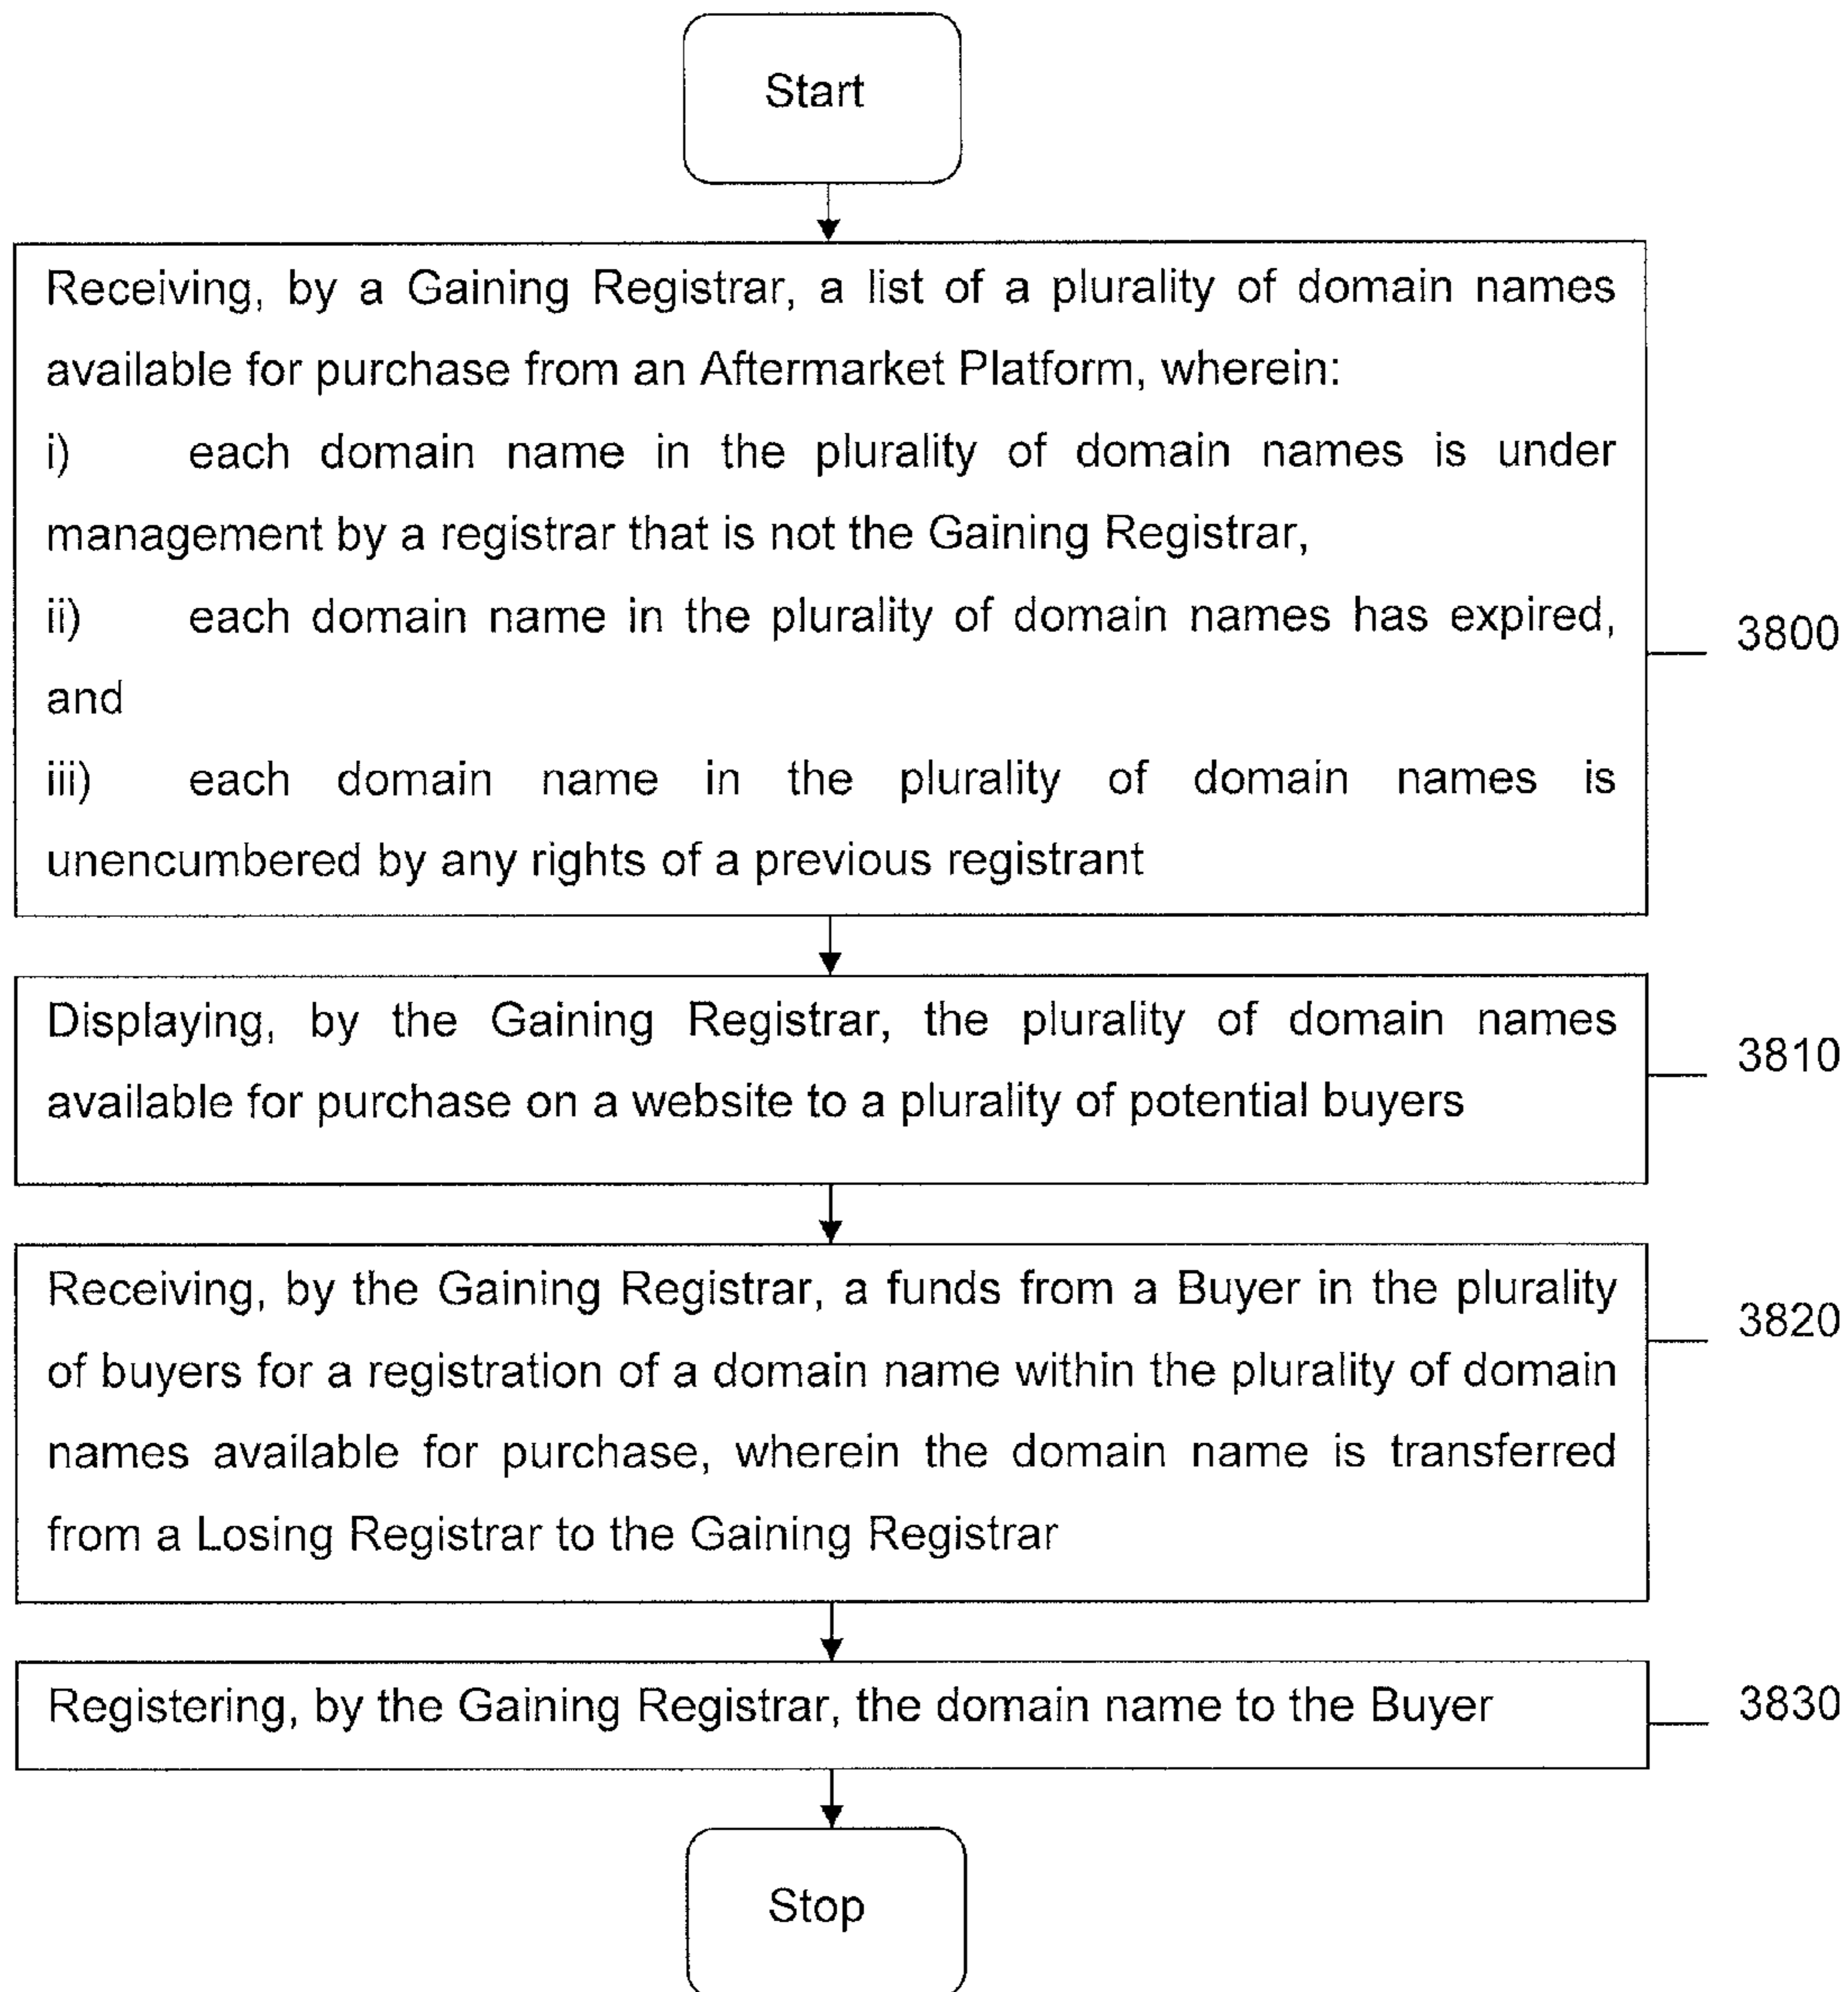 Start
Receiving, by a Gaining Registrar, a list of a plurality of domain names
available for purchase from an Aftermarket Platform, wherein:
i) each domain name in the plurality of domain names is under
management by a registrar that is not the Gaining Registrar,
ii) each domain name in the plurality of domain names has expired,
and
iii) each domain name in the plurality of domain names is
unencumbered by any rights of a previous registrant
3800
Displaying, by the Gaining Registrar, the plurality of domain names
available for purchase on a website to a plurality of potential buyers
3810
Receiving, by the Gaining Registrar, a funds from a Buyer in the plurality
of buyers for a registration of a domain name within the plurality of domain
names available for purchase, wherein the domain name is transferred
from a Losing Registrar to the Gaining Registrar
3820
Registering, by the Gaining Registrar, the domain name to the Buyer
3830
Stop